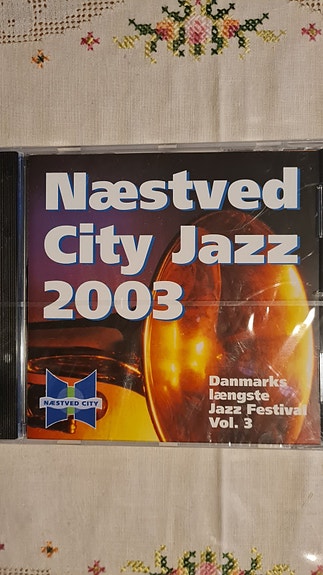 Næstved
City Jazz
2003
Danmarks
længste
Jazz Festival
Vol. 3
NÆSTVED CITY